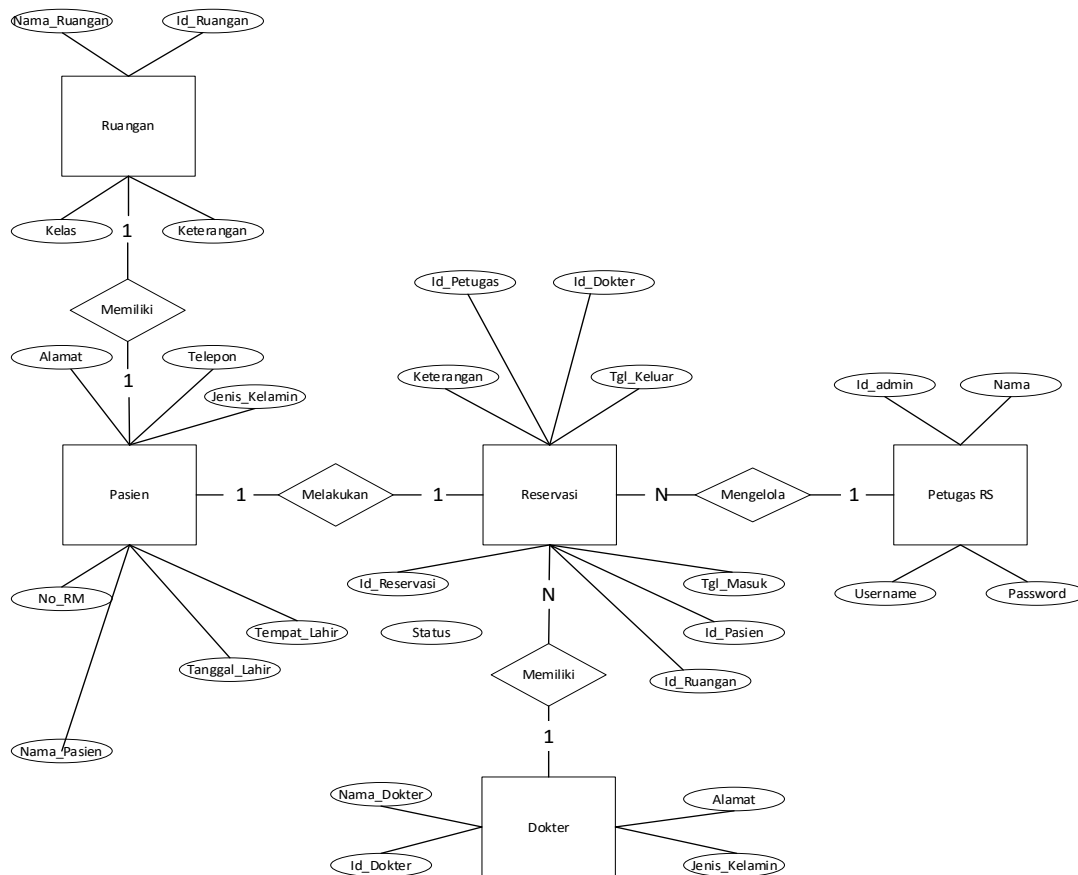 Nama_Ruangan
Id_Ruangan
Ruangan
Kelas
1
Keterangan
Memiliki
Id_Petugas
Id_Dokter
Alamat
Telepon
1
Jenis_Kelamin
Keterangan
Tgl_Keluar
Id_admin
Nama
Pasien
1
Melakukan
1
Reservasi
N
Mengelola
1
Petugas RS
No_RM
Id_Reservasi
N
Tgl_Masuk
Username
Password
Tempat_Lahir
Status
Id_Pasien
Tanggal_Lahir
Memiliki
Id_Ruangan
Nama_Pasien
1
Nama_Dokter
Alamat
Dokter
Id_Dokter
Jenis_Kelamin